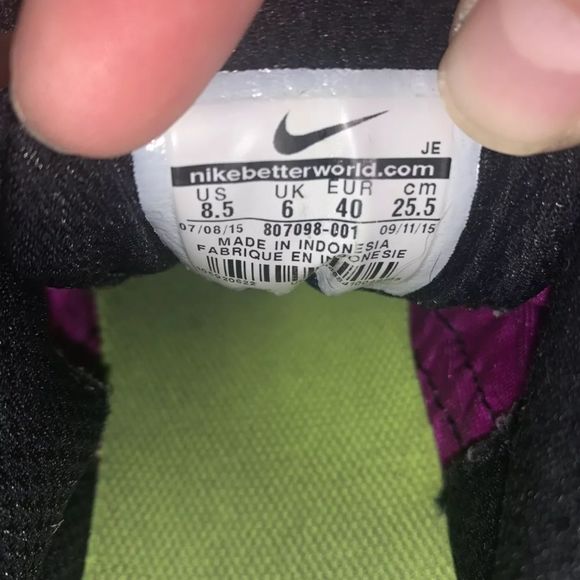 JE
nikebetterworld.com
US UK EUR cm
8.5 6 40 25.5
07/08/15 807098-001 09/11/15
MADE IN INDONESIA
FABRIQUE EN INDONESIE